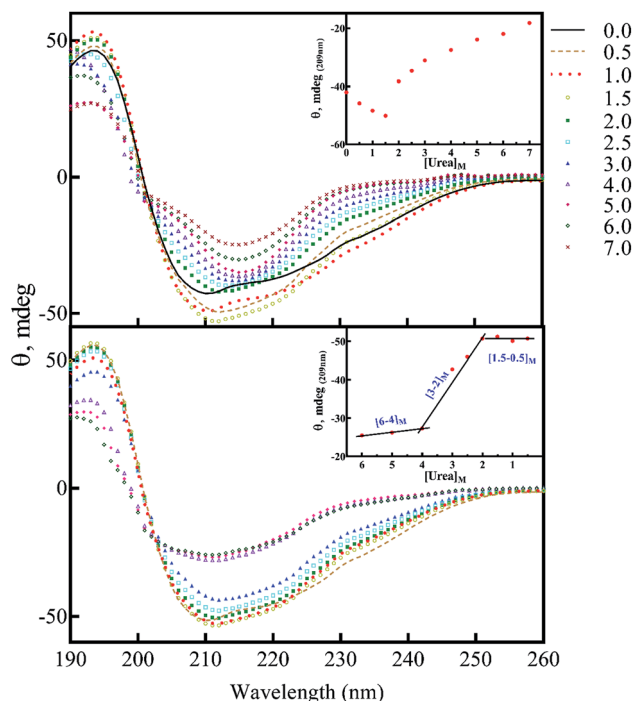 50
0
-50
θ, mdeg
-20
-40
-60
θ, mdeg (209nm)
0 1 2 3 4 5 6 7
[Urea]M
0.0
0.5
1.0
1.5
2.0
2.5
3.0
4.0
5.0
6.0
7.0
50
0
-50
θ, mdeg
-50
-40
-30
-20
θ, mdeg (209nm)
[6-4]M
[3-2]M
[1.5-0.5]M
6 5 4 3 2 1
[Urea]M
190 200 210 220 230 240 250 260
Wavelength (nm)